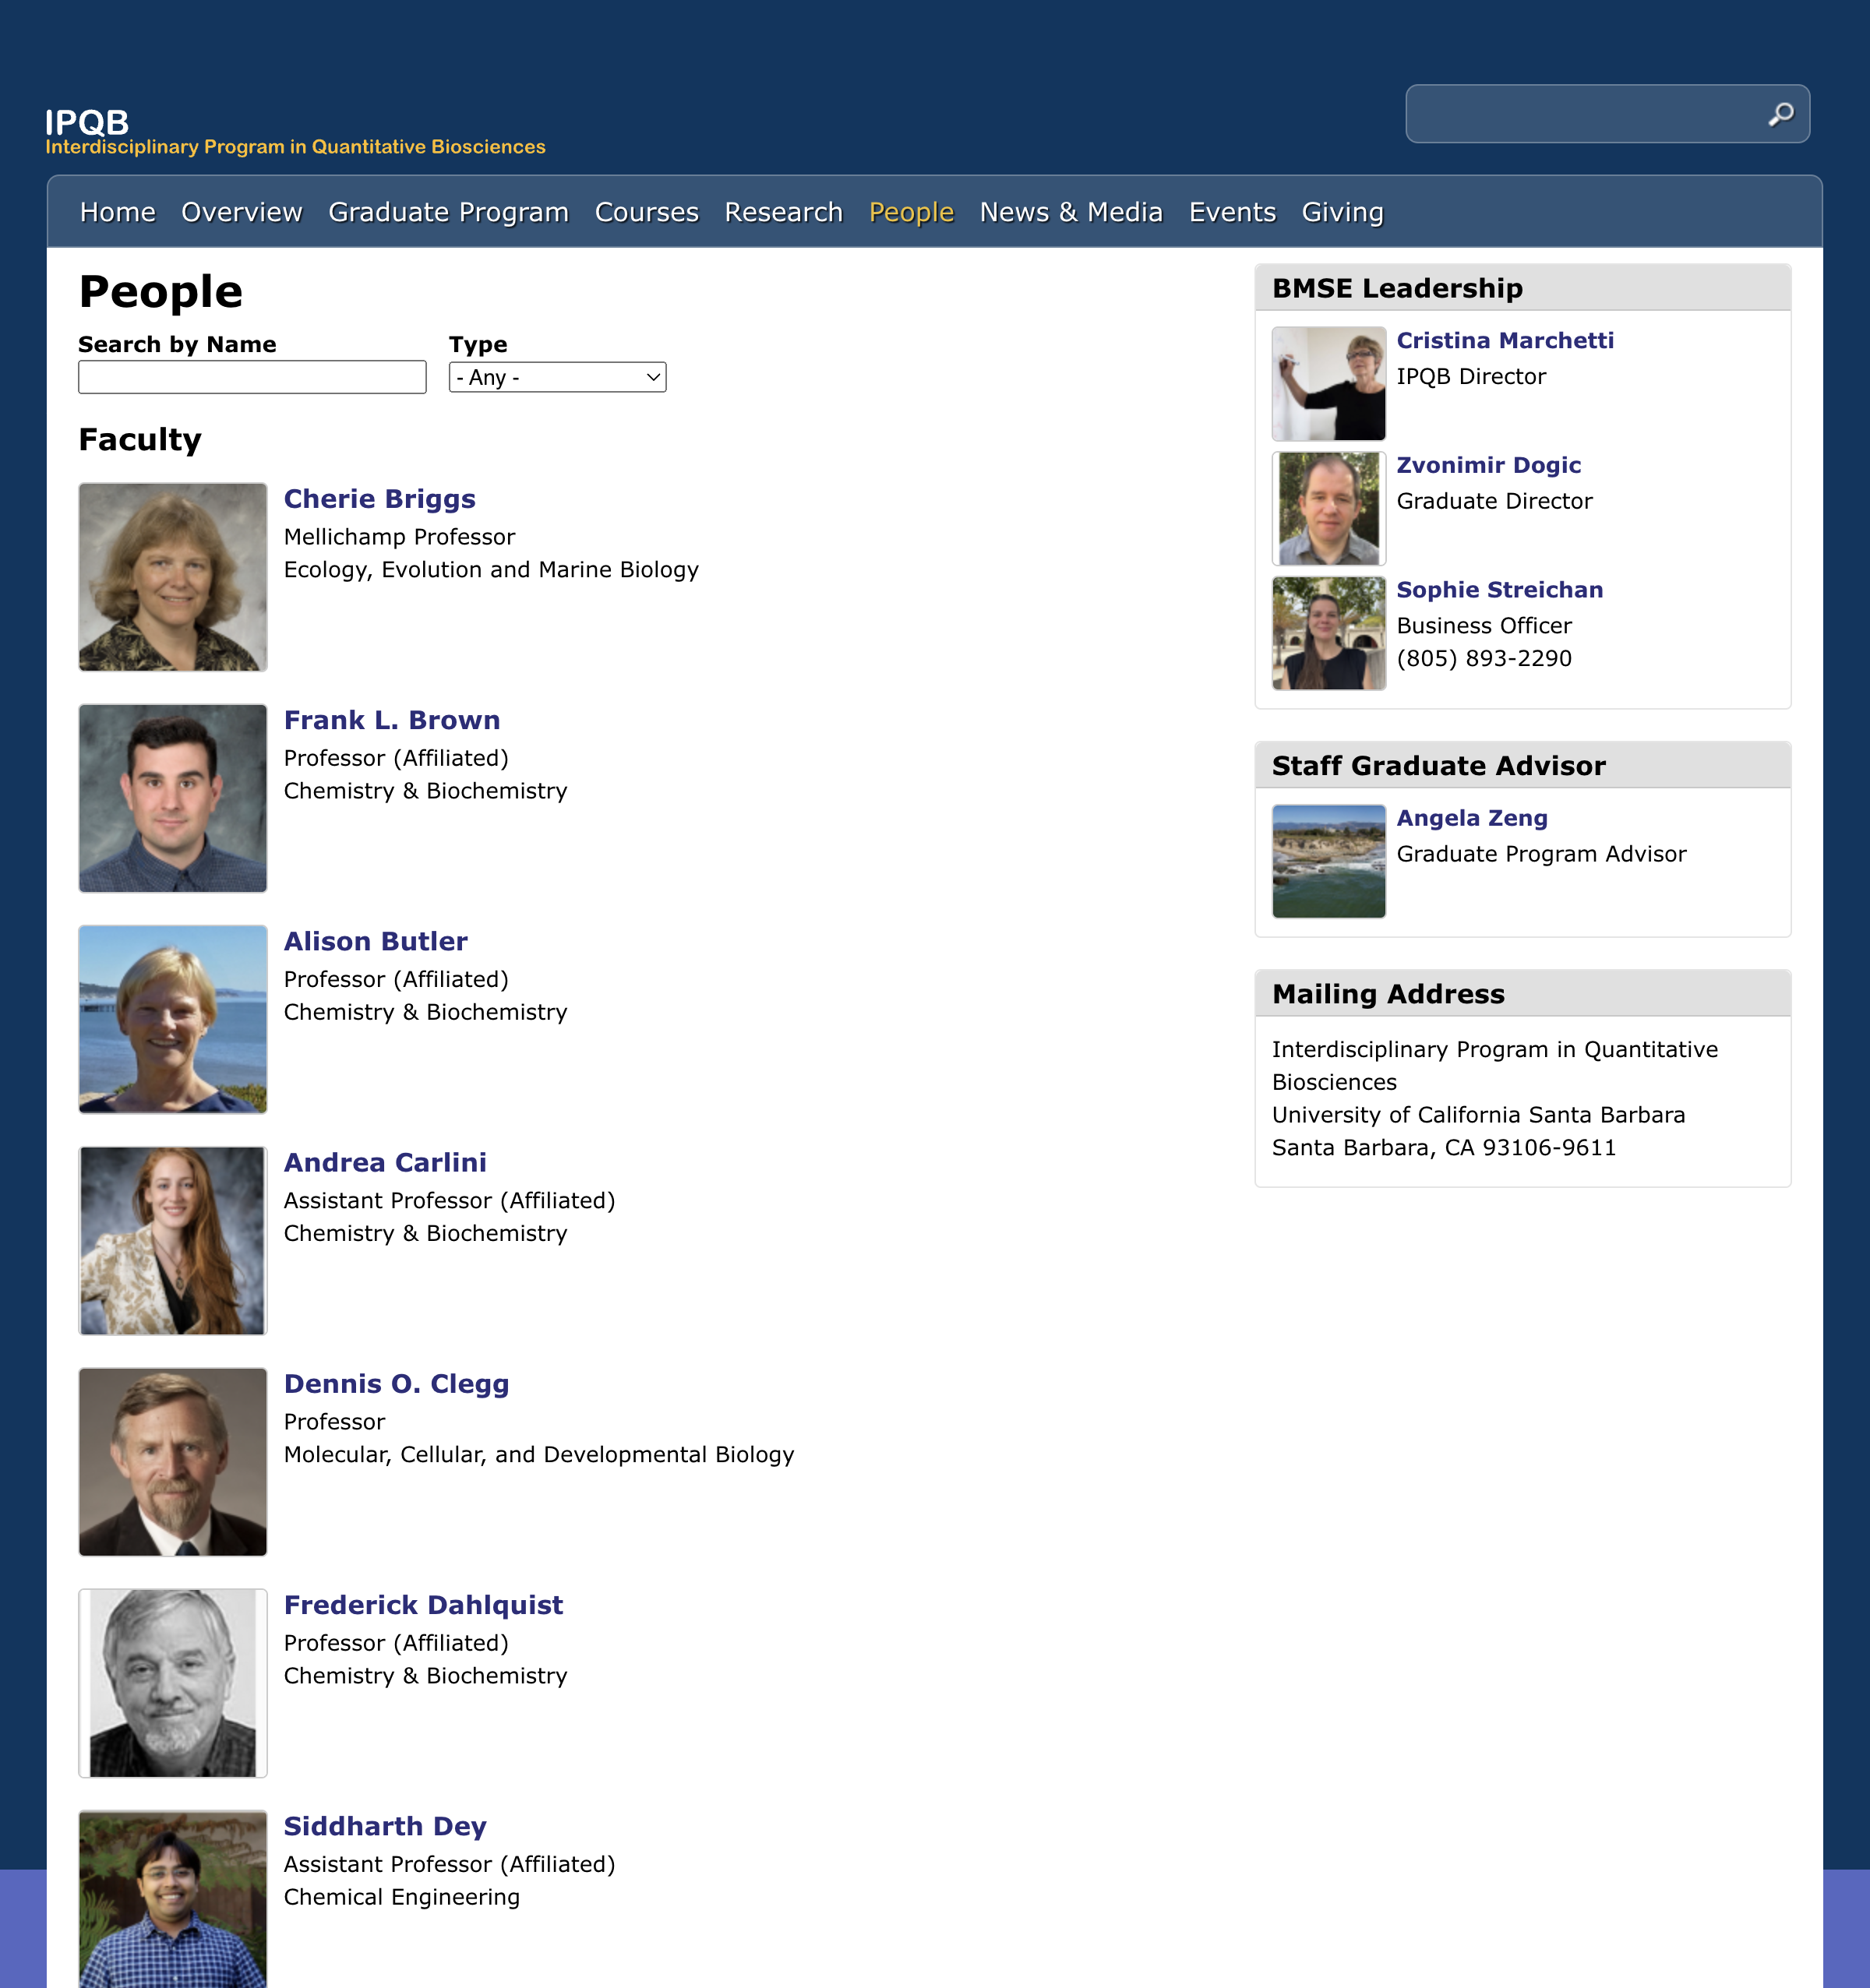 IPQB
Interdisciplinary Program in Quantitative Biosciences
Home Overview Graduate Program Courses Research People News & Media Events Giving
People
Search by Name
Type
- Any -
Faculty
Cherie Briggs
Mellichamp Professor
Ecology, Evolution and Marine Biology
Frank L. Brown
Professor (Affiliated)
Chemistry & Biochemistry
Alison Butler
Professor (Affiliated)
Chemistry & Biochemistry
Andrea Carlini
Assistant Professor (Affiliated)
Chemistry & Biochemistry
Dennis O. Clegg
Professor
Molecular, Cellular, and Developmental Biology
Frederick Dahlquist
Professor (Affiliated)
Chemistry & Biochemistry
Siddharth Dey
Assistant Professor (Affiliated)
Chemical Engineering
BMSE Leadership
Cristina Marchetti
IPQB Director
Zvonimir Dogic
Graduate Director
Sophie Streichan
Business Officer
(805) 893-2290
Staff Graduate Advisor
Angela Zeng
Graduate Program Advisor
Mailing Address
Interdisciplinary Program in Quantitative
Biosciences
University of California Santa Barbara
Santa Barbara, CA 93106-9611